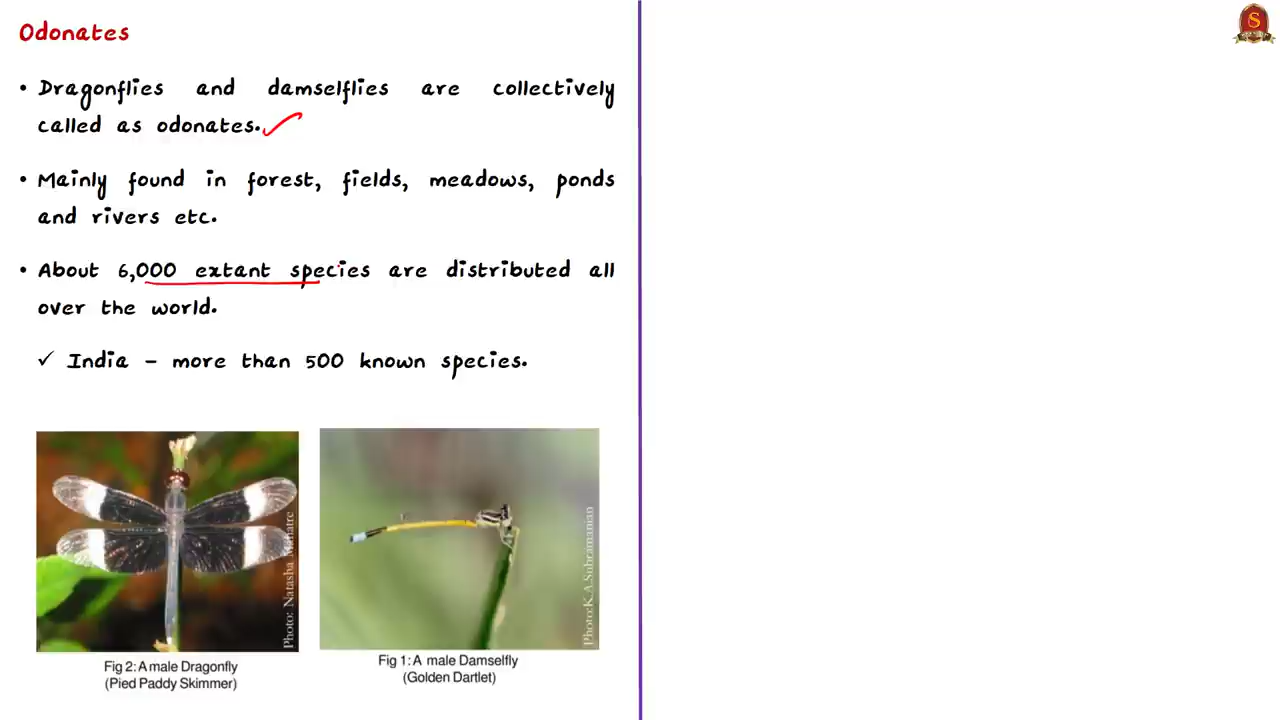 Odonates
• Dragonflies and damselflies are collectively
called as odonates.
• Mainly found in forest, fields, meadows, ponds
and rivers etc.
• About 6,000 extant species are distributed all
over the world.
✓ India – more than 500 known species.
Photo: Natasha Mhatre
Photo:K.A.Subramanian
Fig 2: A male Dragonfly
(Pied Paddy Skimmer)
Fig 1: A male Damselfly
(Golden Dartlet)
S